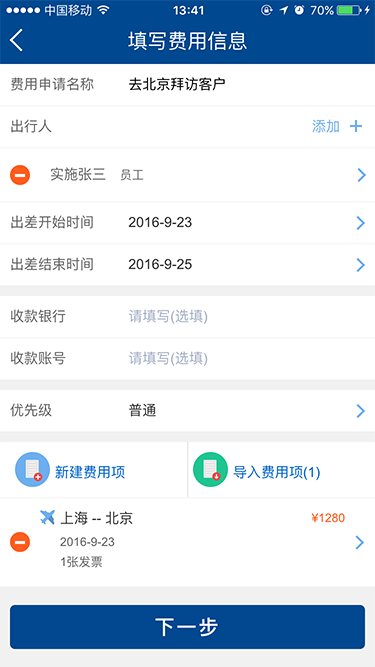 中国移动 13:41 70%
填写费用信息
费用申请名称 去北京拜访客户
出行人 添加 +
实施张三 员工
出差开始时间 2016-9-23
出差结束时间 2016-9-25
收款银行 请填写(选填)
收款账号 请填写(选填)
优先级 普通
新建费用项 导入费用项(1)
上海 -- 北京 ¥1280
2016-9-23
1张发票
下一步